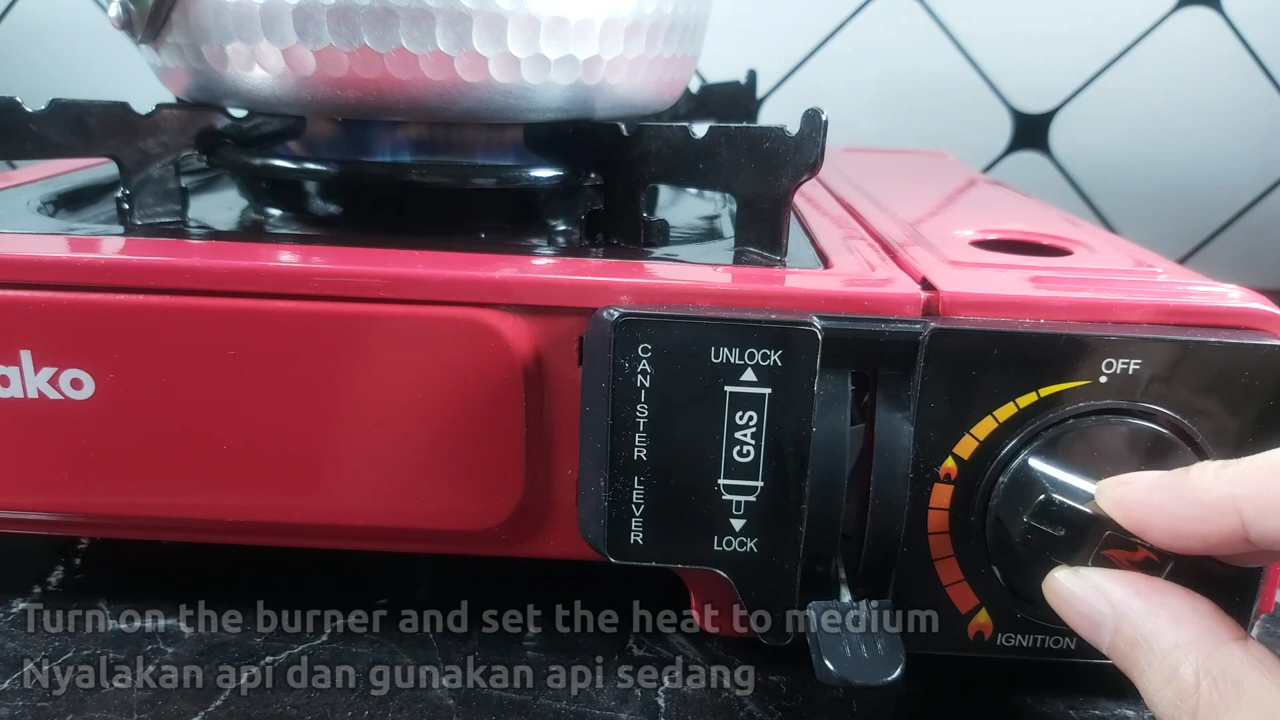 ako
UNLOCK
CANISTER LEVER
GAS
LOCK
OFF
IGNITION
Turn on the burner and set the heat to medium
Nyalakan api dan gunakan api sedang